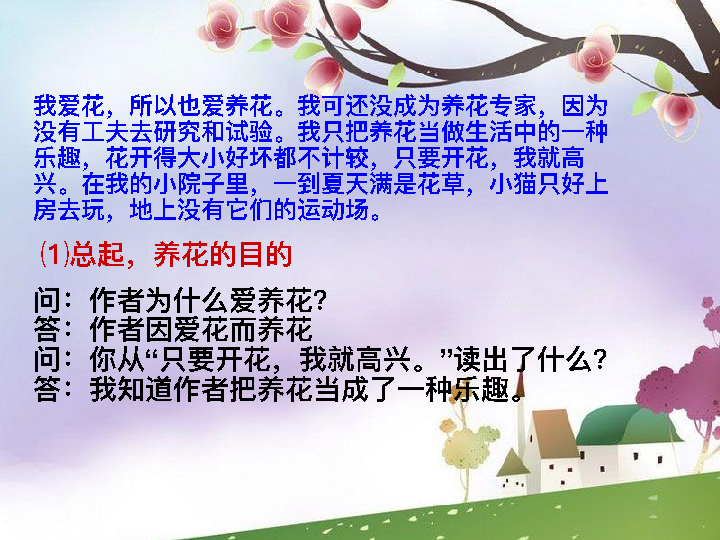 我爱花，所以也爱养花。我可还没成为养花专家，因为
没有工夫去研究和试验。我只把养花当做生活中的一种
乐趣，花开得大小好坏都不计较，只要开花，我就高
兴。在我的小院子里，一到夏天满是花草，小猫只好上
房去玩，地上没有它们的运动场。
(1)总起，养花的目的
问：作者为什么爱养花？
答：作者因爱花而养花
问：你从“只要开花，我就高兴。”读出了什么？
答：我知道作者把养花当成了一种乐趣。